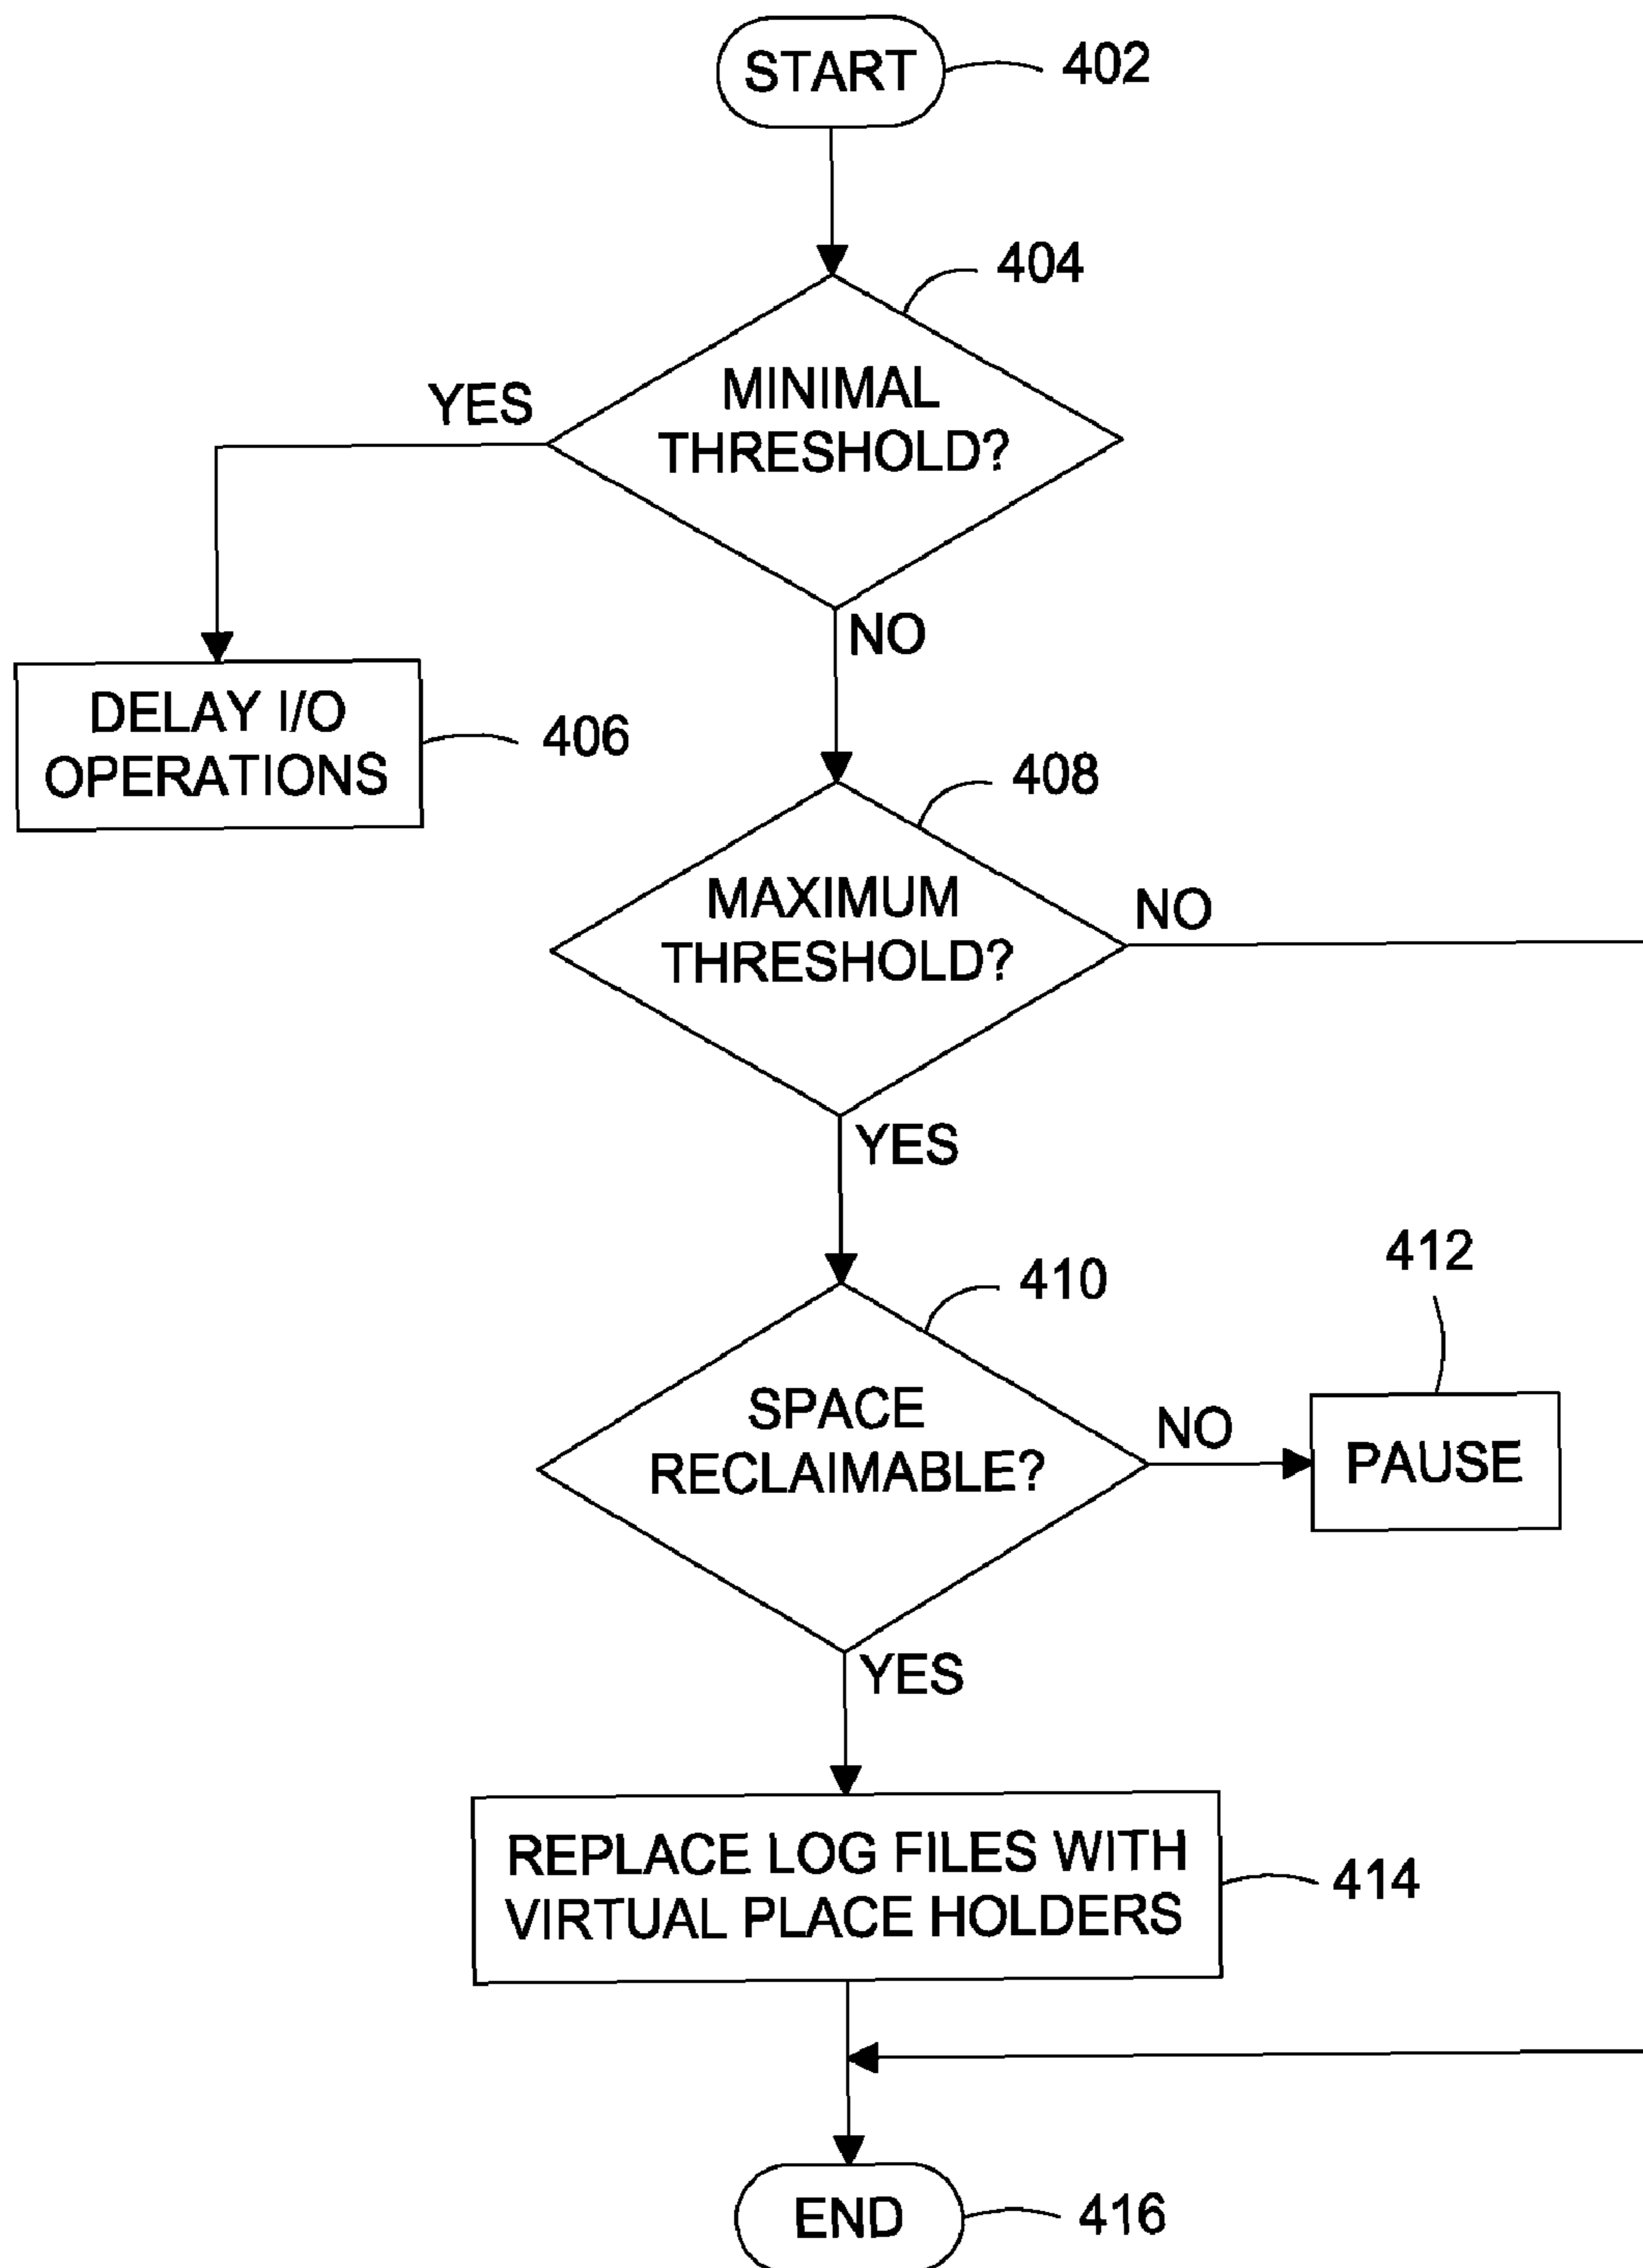 START
402
404
MINIMAL
THRESHOLD?
YES
NO
DELAY I/O
OPERATIONS
406
408
MAXIMUM
THRESHOLD?
NO
YES
410
412
SPACE
RECLAIMABLE?
NO
PAUSE
YES
REPLACE LOG FILES WITH
VIRTUAL PLACE HOLDERS
414
END
416